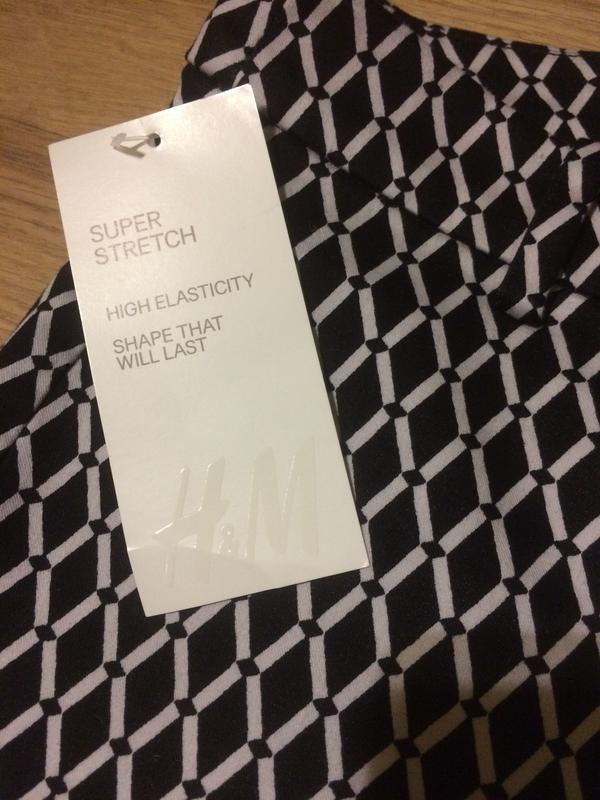 SUPER
STRETCH
HIGH ELASTICITY
SHAPE THAT
WILL LAST
H&M